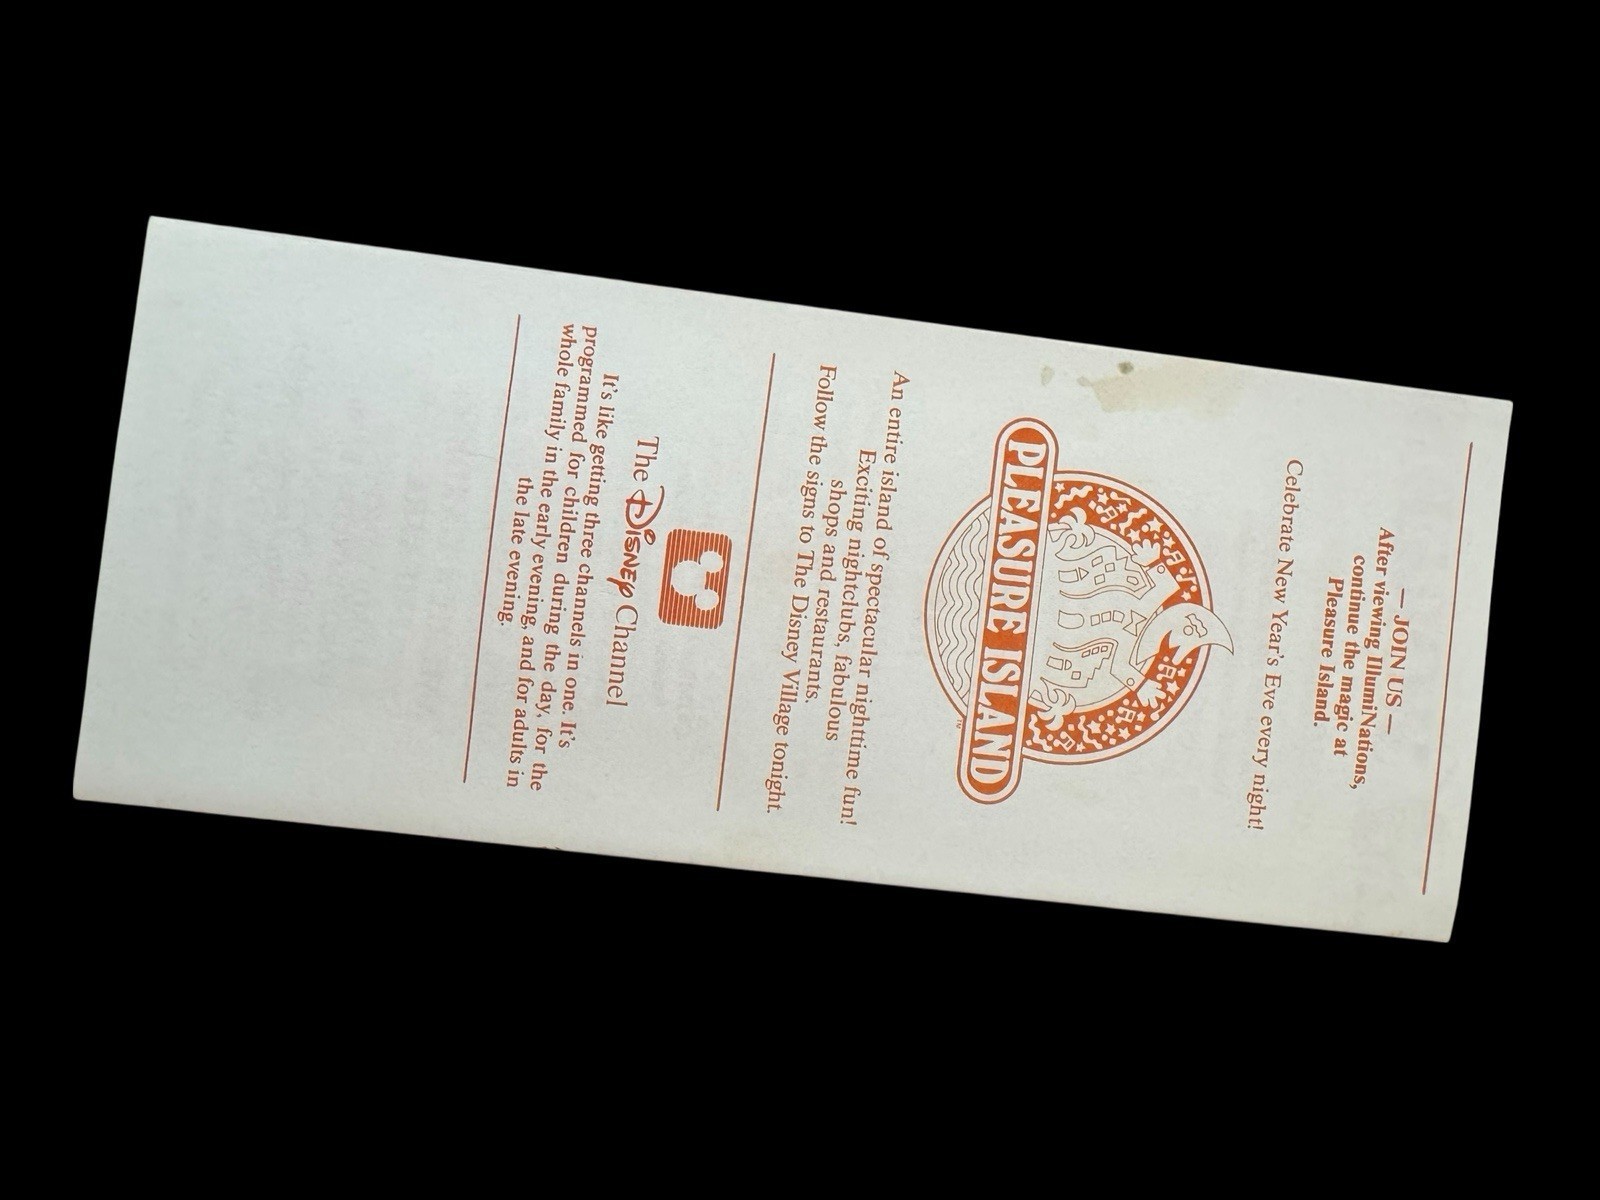 — JOIN US —
After viewing IllumiNations,
continue the magic at
Pleasure Island.
Celebrate New Year's Eve every night!
PLEASURE ISLAND
TM
An entire island of spectacular nighttime fun!
Exciting nightclubs, fabulous
shops and restaurants.
Follow the signs to The Disney Village tonight.
The Disney Channel
It's like getting three channels in one. It's
programmed for children during the day, for the
whole family in the early evening, and for adults in
the late evening.